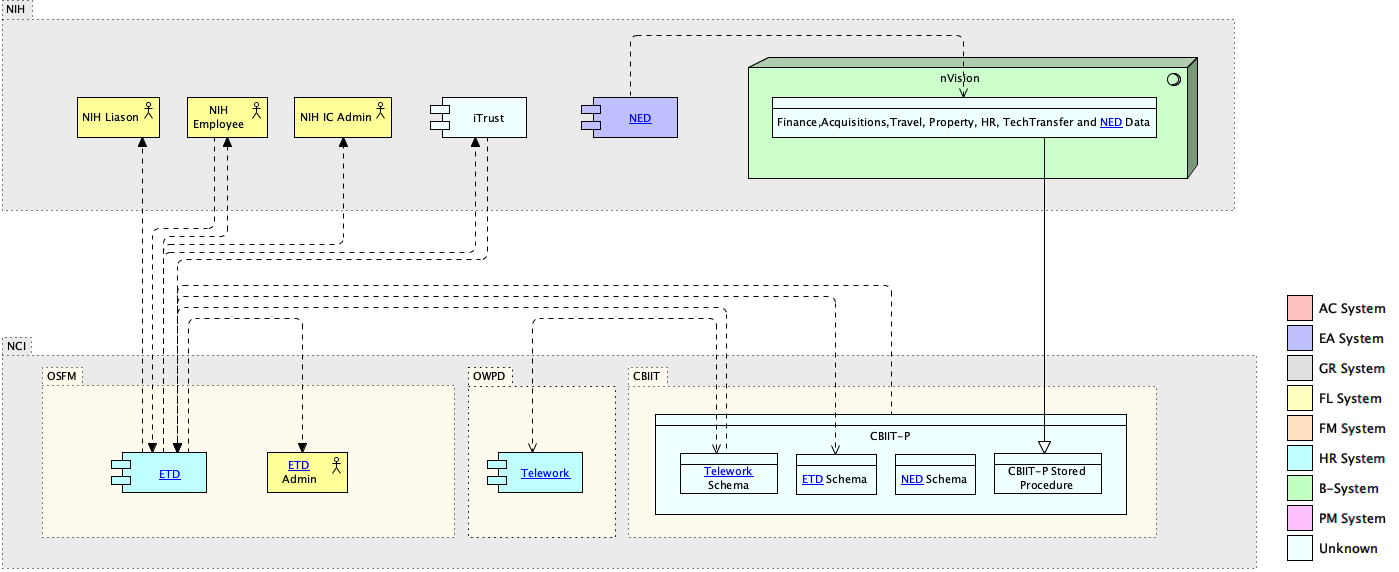 NIH
nVision
NIH Liason
NIH
Employee
NIH IC Admin
iTrust
NED
Finance,Acquisitions,Travel, Property, HR, TechTransfer and NED Data
NCI
OSFM
OWPD
CBIIT
CBIIT-P
ETD
ETD
Admin
Telework
Telework
Schema
ETD Schema
NED Schema
CBIIT-P Stored
Procedure
AC System
EA System
GR System
FL System
FM System
HR System
B-System
PM System
Unknown